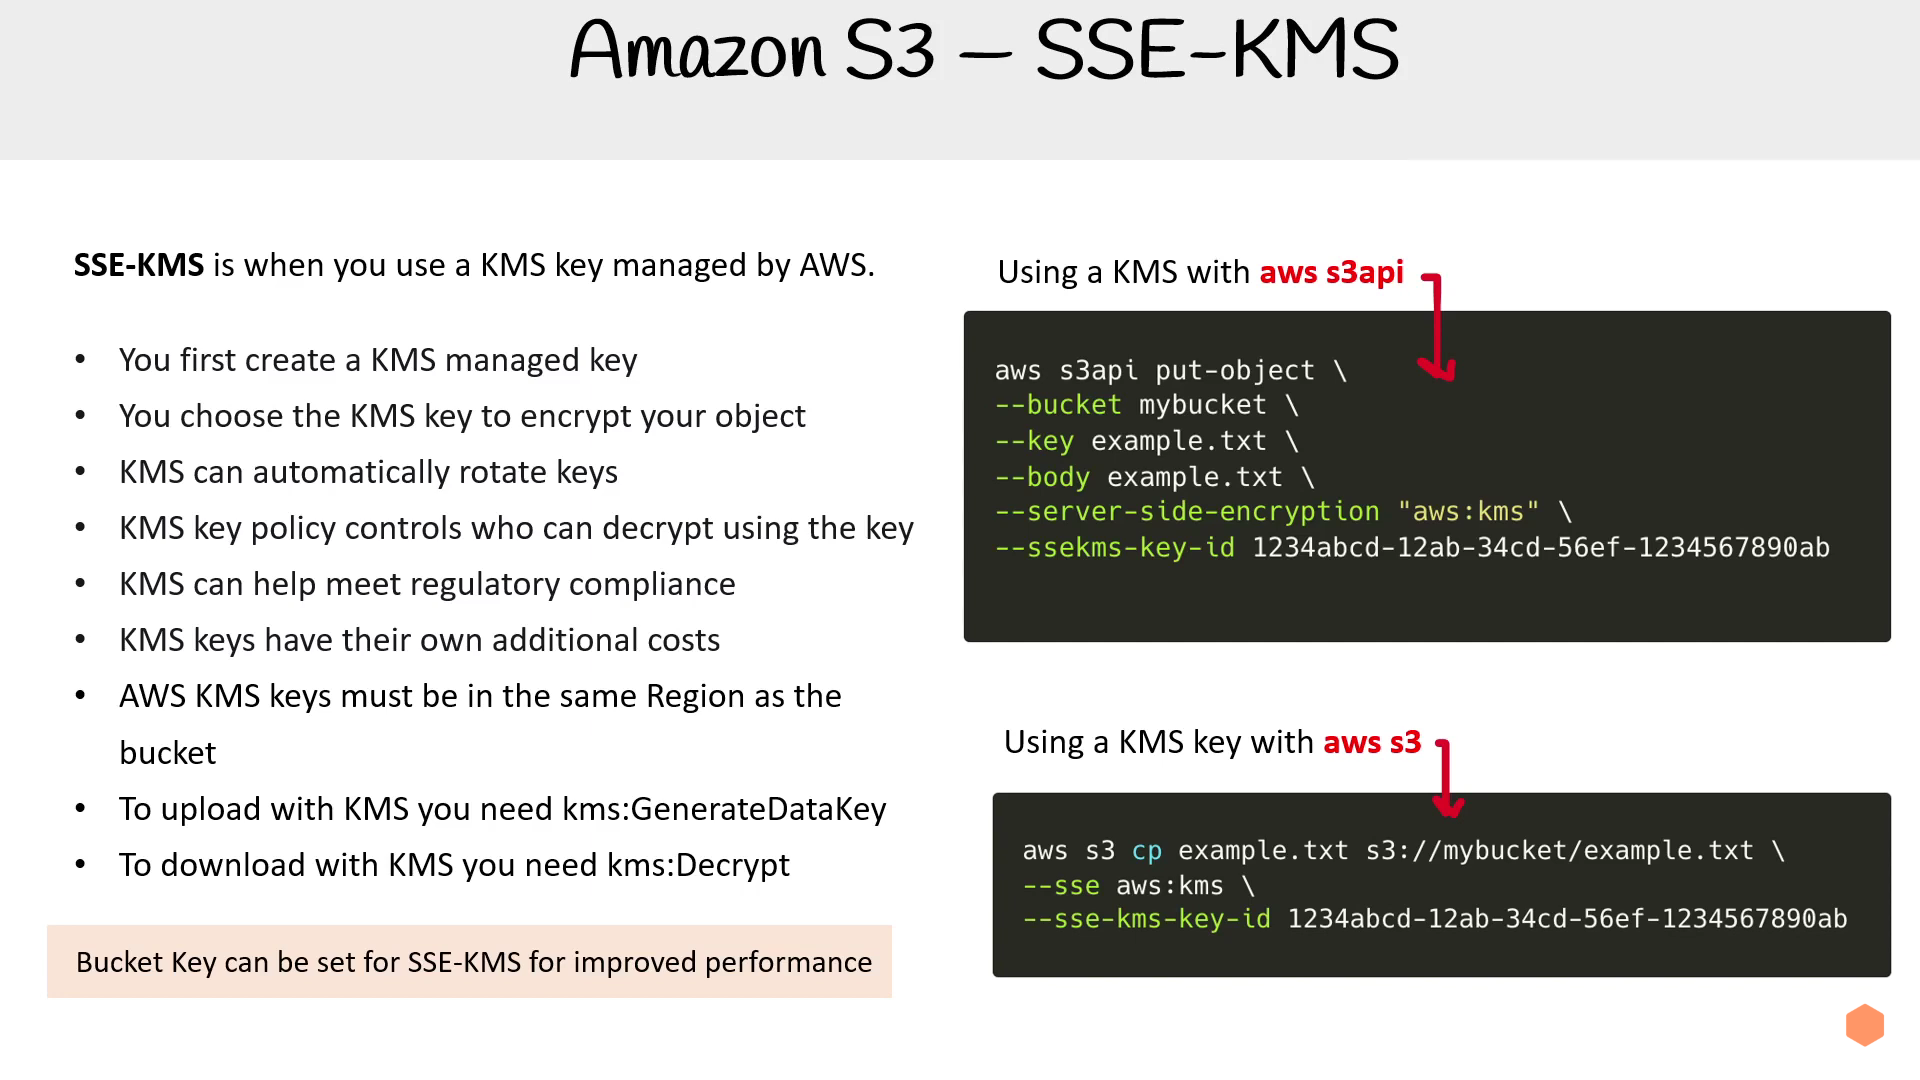 Amazon S3 – SSE-KMS
SSE-KMS is when you use a KMS key managed by AWS.
• You first create a KMS managed key
• You choose the KMS key to encrypt your object
• KMS can automatically rotate keys
• KMS key policy controls who can decrypt using the key
• KMS can help meet regulatory compliance
• KMS keys have their own additional costs
• AWS KMS keys must be in the same Region as the
bucket
• To upload with KMS you need kms:GenerateDataKey
• To download with KMS you need kms:Decrypt
Bucket Key can be set for SSE-KMS for improved performance
Using a KMS with aws s3api
aws s3api put-object \
--bucket mybucket \
--key example.txt \
--body example.txt \
--server-side-encryption "aws:kms" \
--ssekms-key-id 1234abcd-12ab-34cd-56ef-1234567890ab
Using a KMS key with aws s3
aws s3 cp example.txt s3://mybucket/example.txt \
--sse aws:kms \
--sse-kms-key-id 1234abcd-12ab-34cd-56ef-1234567890ab